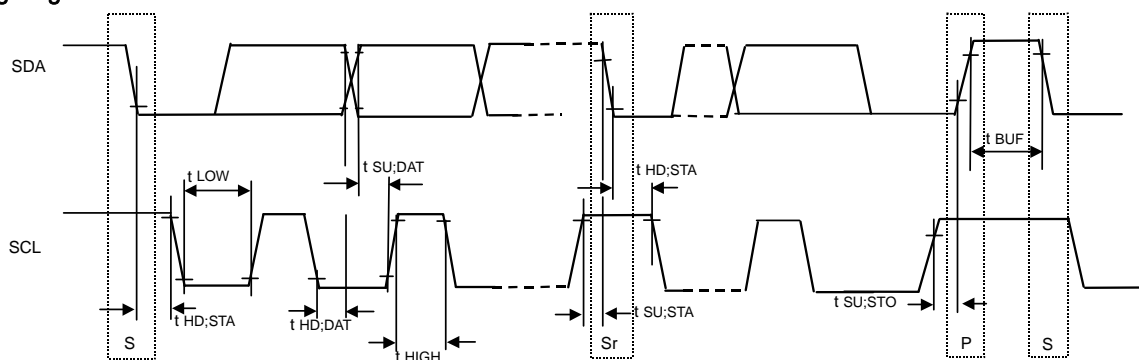 SDA
t BUF
t SU;DAT
t LOW
t HD;STA
SCL
t SU;STO
t HD;STA
t SU;STA
t HD;DAT
t HIGH
S
Sr
P
S